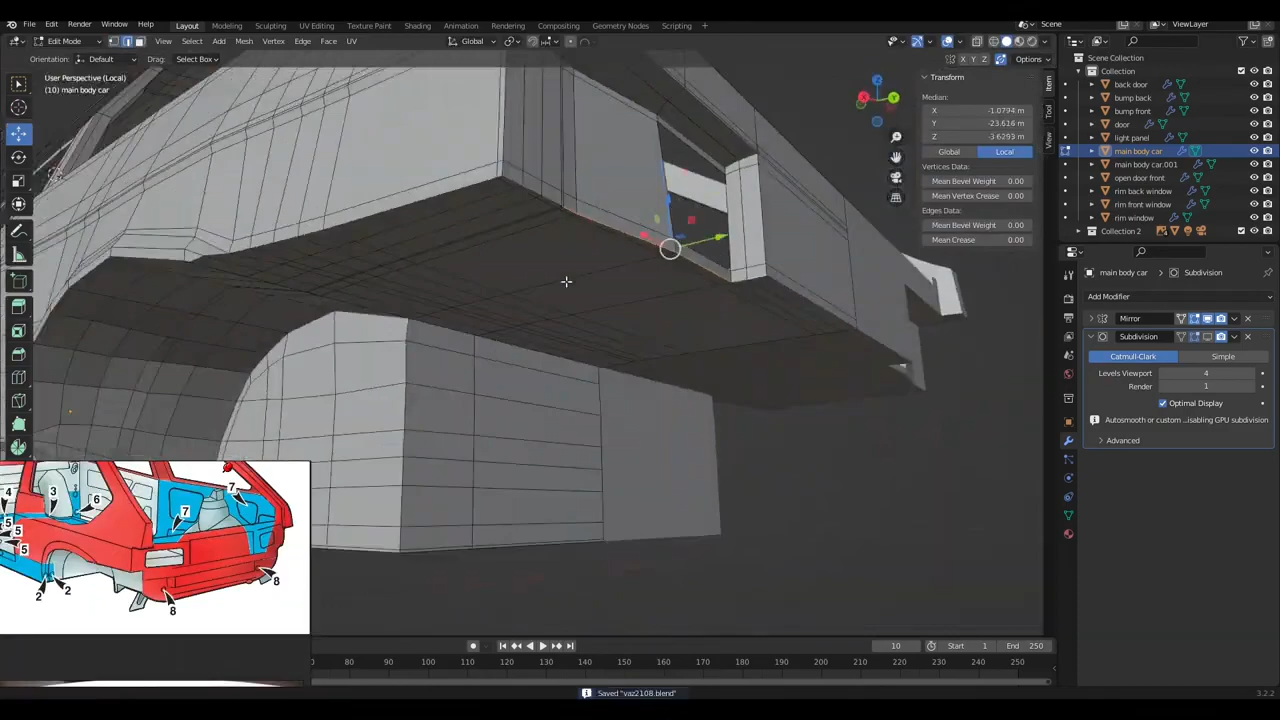 File Edit Render Window Help Layout Modeling Sculpting UV Editing Texture Paint Shading Animation Rendering Compositing Geometry Nodes Scripting + Scene ViewLayer
Edit Mode View Select Add Mesh Vertex Edge Face UV Global
Orientation: Default Drag: Select Box X Y Z Options
User Perspective (Local)
(10) main body car
Transform
Median:
X -1.0794 m
Y -23.616 m
Z -3.6293 m
Global Local
Vertices Data:
Mean Bevel Weight 0.00
Mean Vertex Crease 0.00
Edges Data:
Mean Bevel Weight 0.00
Mean Crease 0.00
Item
Tool
View
Scene Collection
Collection
back door
bump back
bump front
door
light panel
main body car
main body car.001
open door front
rim back window
rim front window
rim window
Collection 2
main body car > Subdivision
Add Modifier
Mirror
Subdivision
Catmull-Clark Simple
Levels Viewport 4
Render 1
Optimal Display
Autosmooth or custom ..isabling GPU subdivision
Advanced
4 3 6 7 7
5
5
5
2 2 8 8
10 Start 1 End 250
80 90 100 110 120 130 140 150 160 170 180 190 200 210 220 230 240 250
Saved "vaz2108.blend"
3.2.2